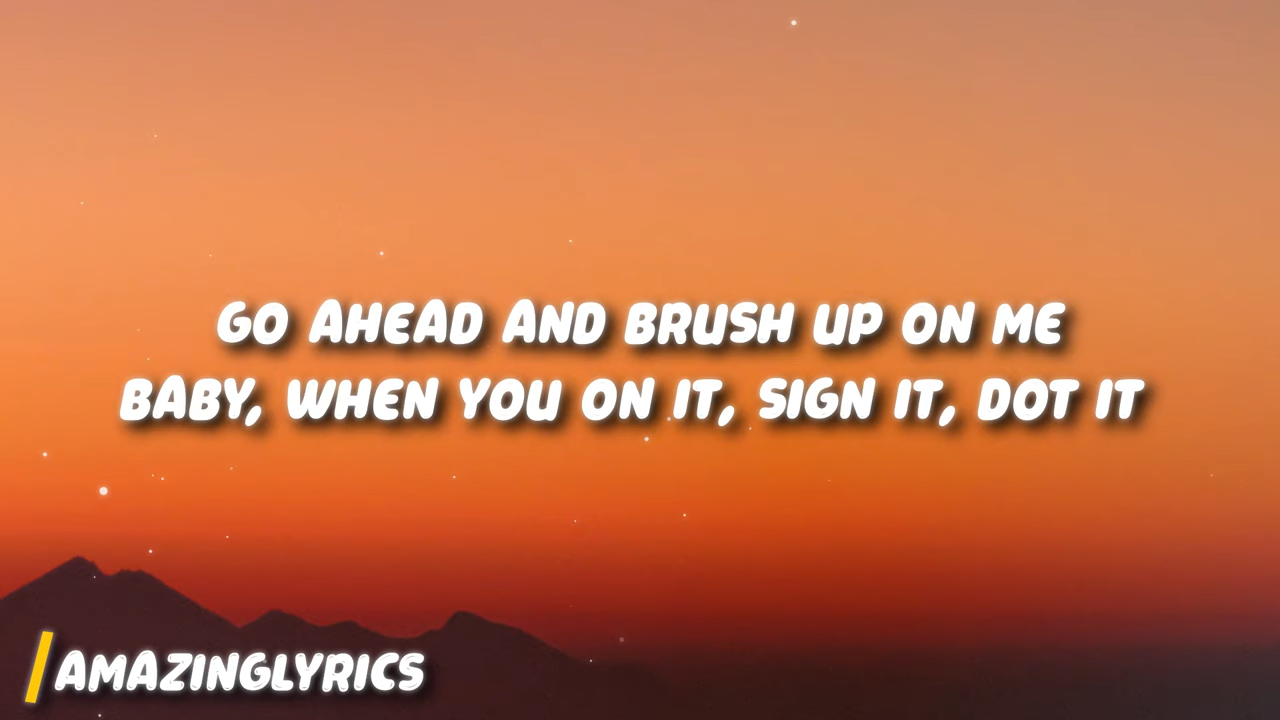 GO AHEAD AND BRUSH UP ON ME
BABY, WHEN YOU ON IT, SIGN IT, DOT IT
AMAZINGLYRICS